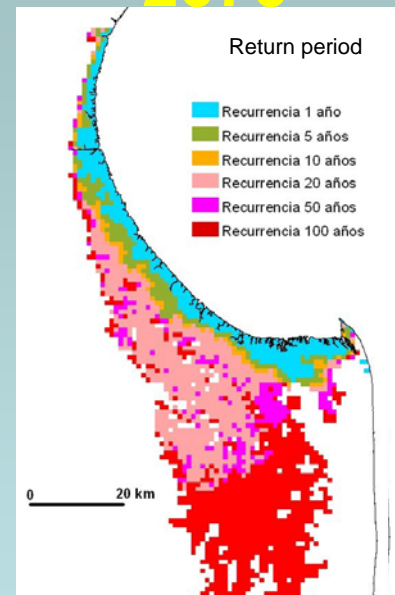 Return period
Recurrencia 1 año
Recurrencia 5 años
Recurrencia 10 años
Recurrencia 20 años
Recurrencia 50 años
Recurrencia 100 años
0 20 km